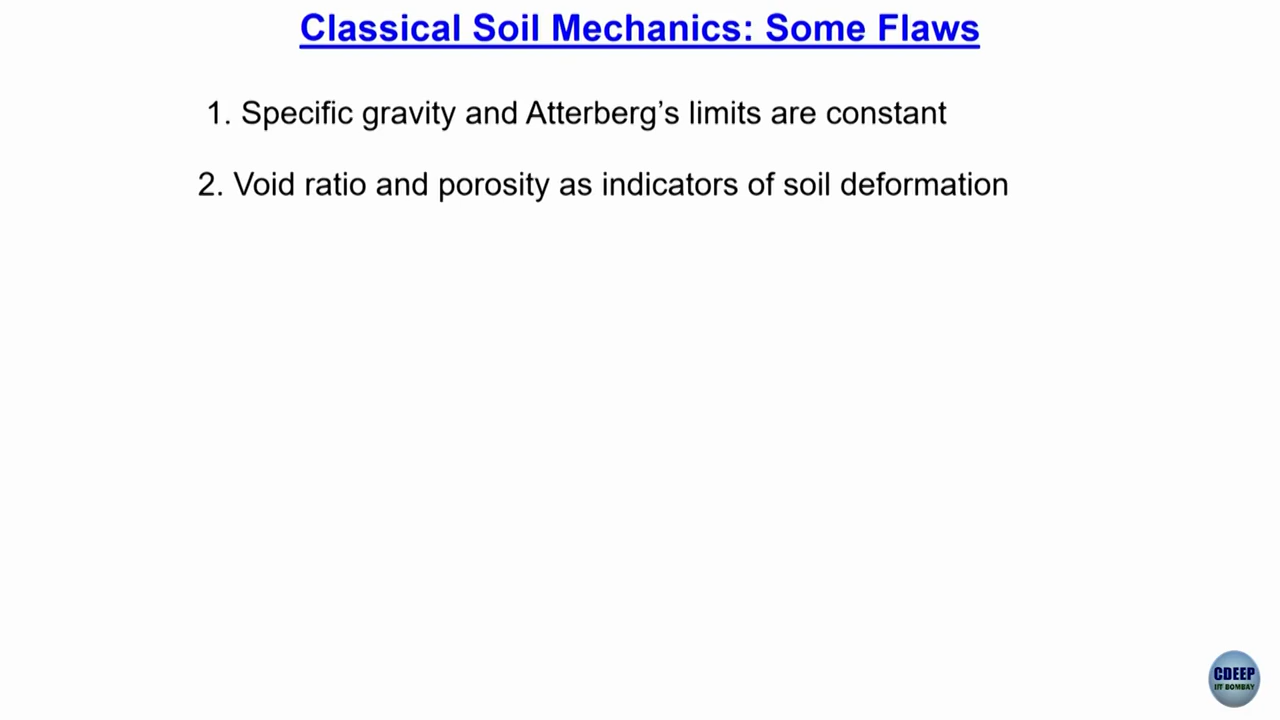 Classical Soil Mechanics: Some Flaws
1. Specific gravity and Atterberg’s limits are constant
2. Void ratio and porosity as indicators of soil deformation
CDEEP
IIT BOMBAY